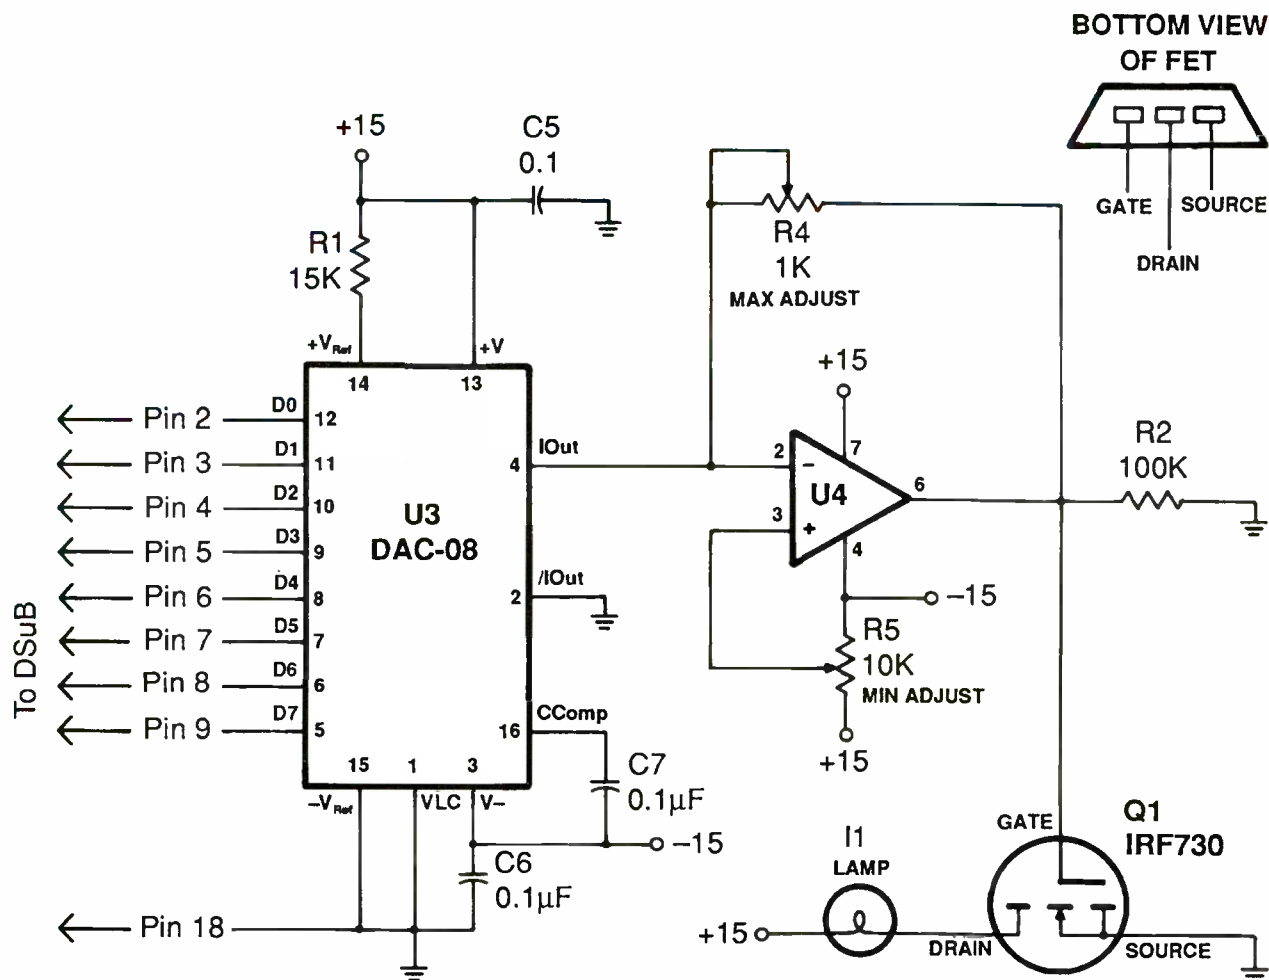 BOTTOM VIEW
OF FET
GATE
SOURCE
DRAIN
+15
C5
0.1
R1
15K
R4
1K
MAX ADJUST
+VRef
+V
14
13
+15
Pin 2
D0
12
Pin 3
D1
11
Pin 4
D2
10
Pin 5
D3
9
Pin 6
D4
8
Pin 7
D5
7
Pin 8
D6
6
Pin 9
D7
5
To DSuB
U3
DAC-08
IOut
4
/IOut
2
CComp
16
15
1
3
–VRef
VLC
V–
2
–
7
U4
3
+
4
6
R2
100K
–15
R5
10K
MIN ADJUST
+15
C7
0.1µF
–15
C6
0.1µF
Pin 18
I1
LAMP
GATE
Q1
IRF730
+15
DRAIN
SOURCE